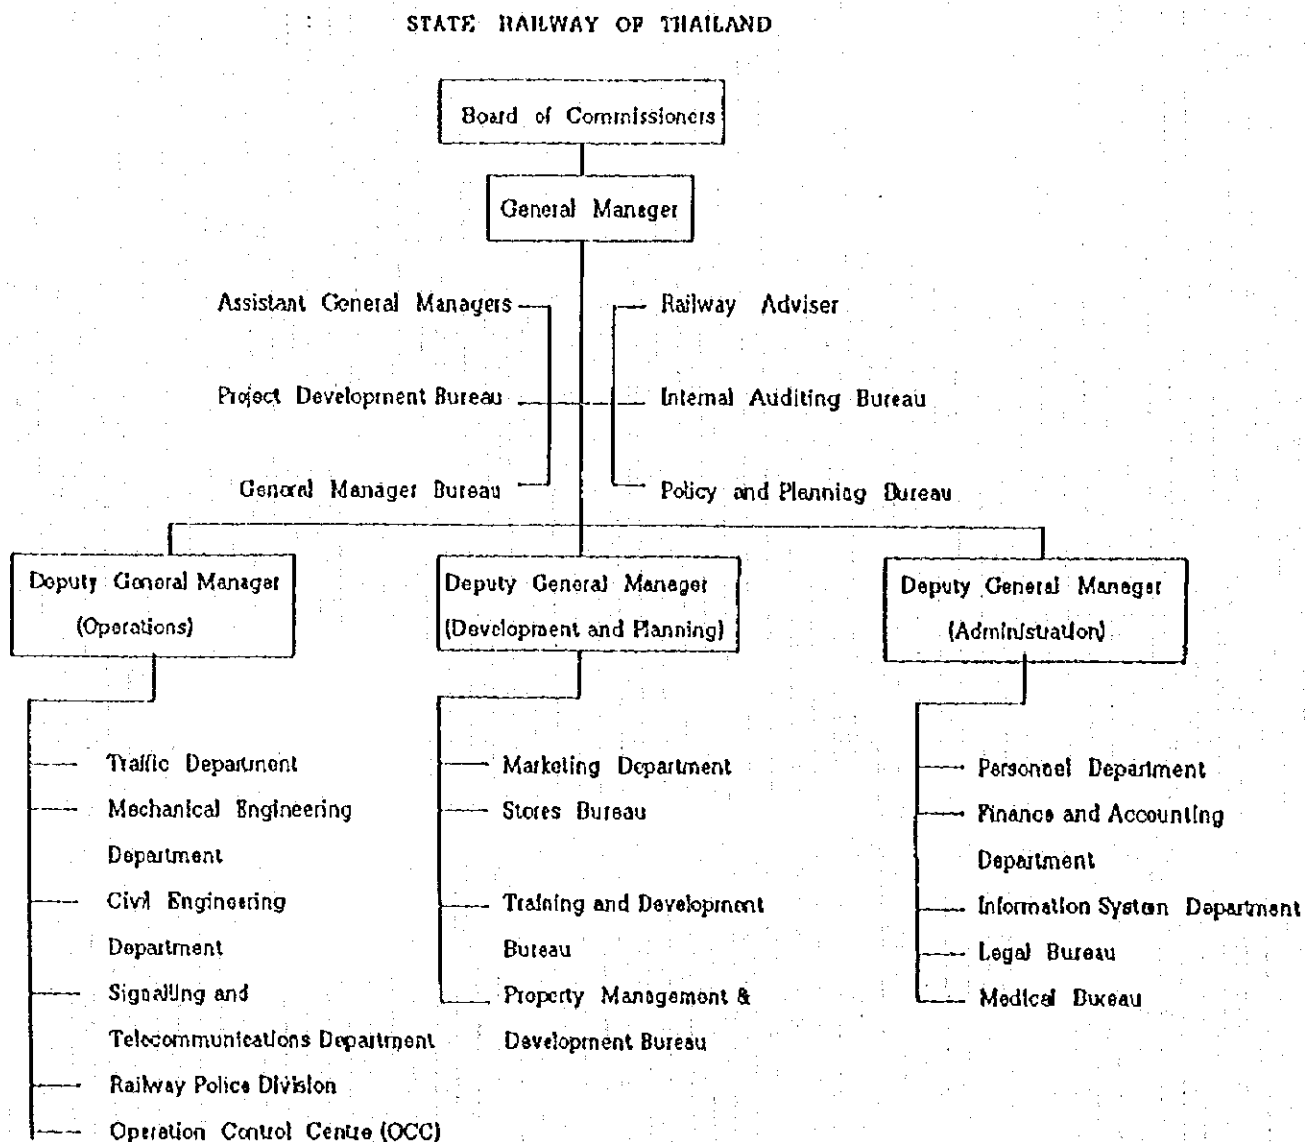 STATE RAILWAY OF THAILAND
Board of Commissioners
General Manager
Assistant General Managers
Railway Adviser
Project Development Bureau
Internal Auditing Bureau
General Manager Bureau
Policy and Planning Bureau
Deputy General Manager
(Operations)
Traffic Department
Mechanical Engineering
Department
Civil Engineering
Department
Signalling and
Telecommunications Department
Railway Police Division
Operation Control Centre (OCC)
Deputy General Manager
(Development and Planning)
Marketing Department
Stores Bureau
Training and Development
Bureau
Property Management &
Development Bureau
Deputy General Manager
(Administration)
Personnel Department
Finance and Accounting
Department
Information System Department
Legal Bureau
Medical Bureau